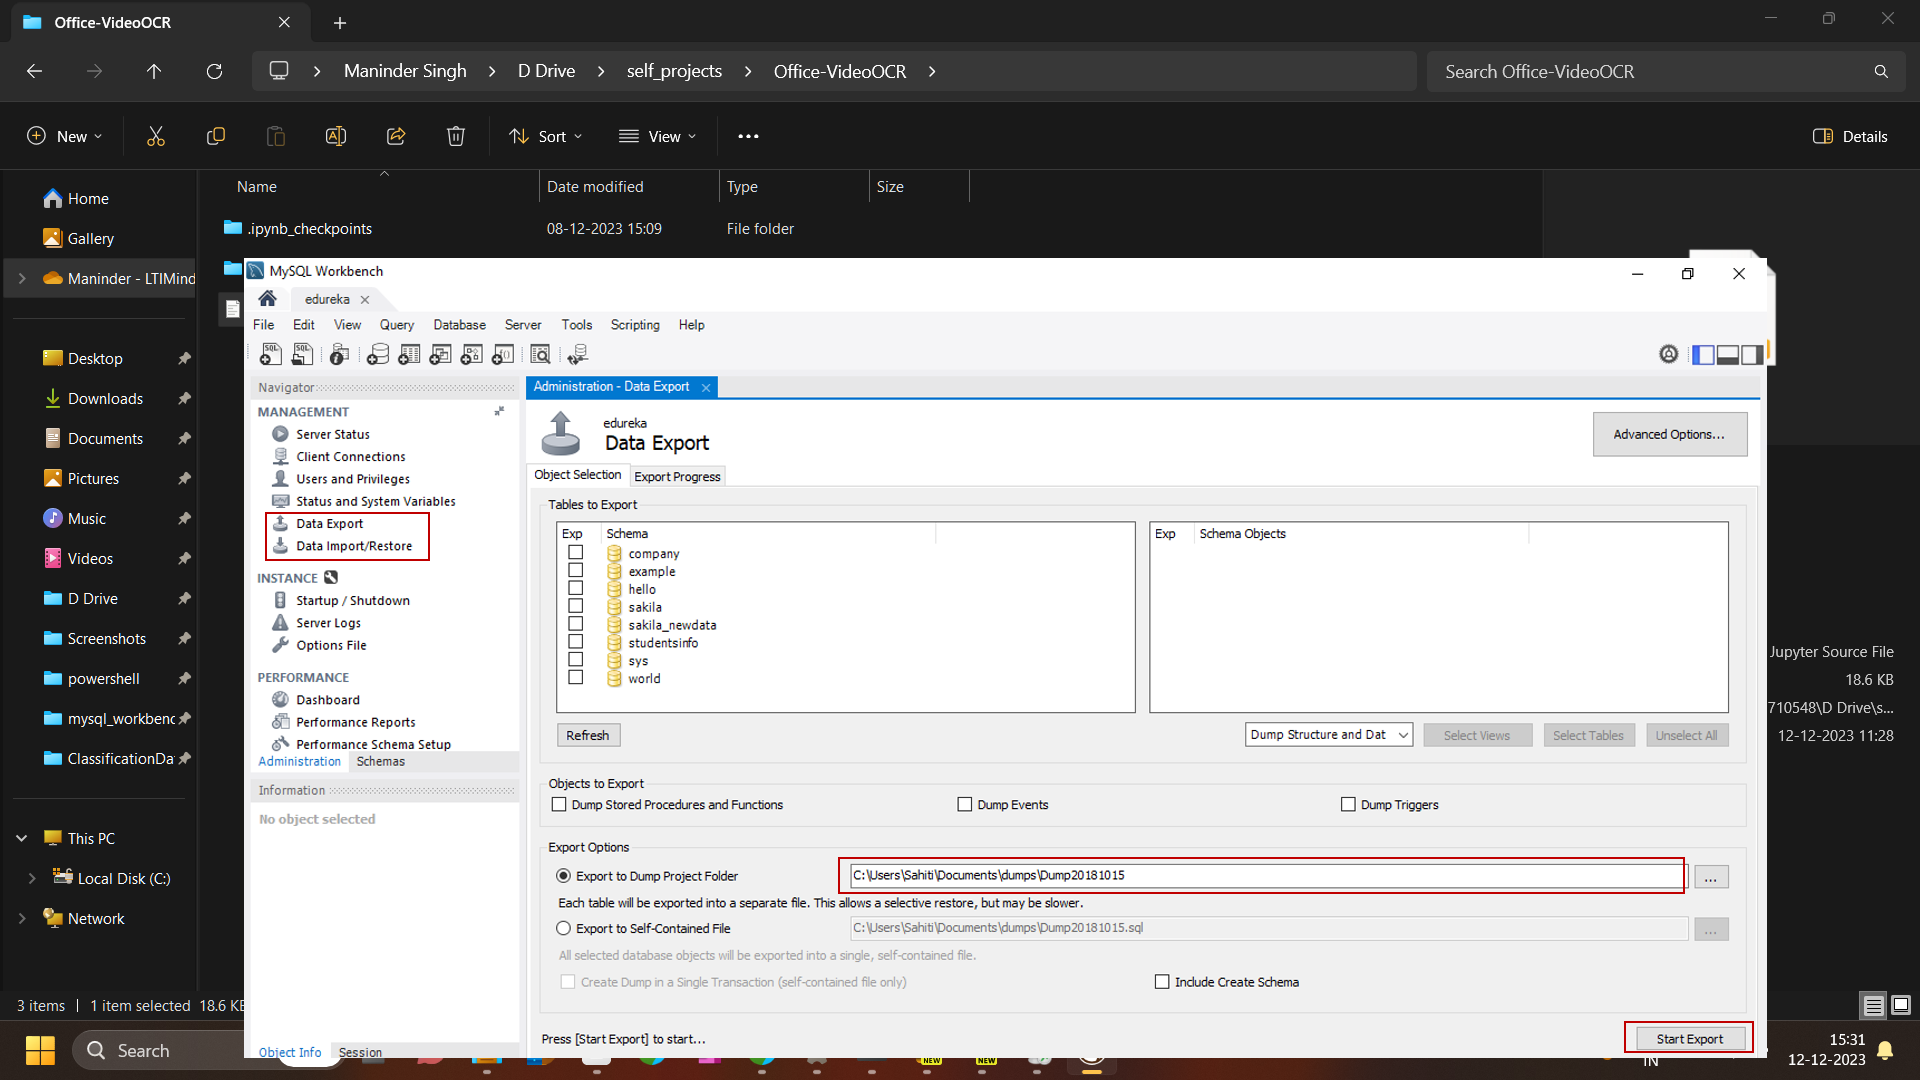 Office-VideoOCR
Maninder Singh
D Drive
self_projects
Office-VideoOCR
Search Office-VideoOCR
New
Sort
View
Details
Name
Date modified
Type
Size
.ipynb_checkpoints
08-12-2023 15:09
File folder
Home
Gallery
Maninder - LTIMind
Desktop
Downloads
Documents
Pictures
Music
Videos
D Drive
Screenshots
powershell
mysql_workbenc
ClassificationDa
This PC
Local Disk (C:)
Network
MySQL Workbench
edureka
File Edit View Query Database Server Tools Scripting Help
Navigator
MANAGEMENT
Server Status
Client Connections
Users and Privileges
Status and System Variables
Data Export
Data Import/Restore
INSTANCE
Startup / Shutdown
Server Logs
Options File
PERFORMANCE
Dashboard
Performance Reports
Performance Schema Setup
Administration
Schemas
Information
No object selected
Object Info
Session
Administration - Data Export
edureka
Data Export
Advanced Options...
Object Selection
Export Progress
Tables to Export
Exp
Schema
company
example
hello
sakila
sakila_newdata
studentsinfo
sys
world
Exp
Schema Objects
Refresh
Dump Structure and Dat
Select Views
Select Tables
Unselect All
Objects to Export
Dump Stored Procedures and Functions
Dump Events
Dump Triggers
Export Options
Export to Dump Project Folder
C:\Users\Sahiti\Documents\dumps\Dump20181015
...
Each table will be exported into a separate file. This allows a selective restore, but may be slower.
Export to Self-Contained File
C:\Users\Sahiti\Documents\dumps\Dump20181015.sql
...
All selected database objects will be exported into a single, self-contained file.
Create Dump in a Single Transaction (self-contained file only)
Include Create Schema
Press [Start Export] to start...
Start Export
Jupyter Source File
18.6 KB
710548\D Drive\s...
12-12-2023 11:28
3 items
1 item selected
18.6 KB
Search
NEW
NEW
IN
15:31
12-12-2023